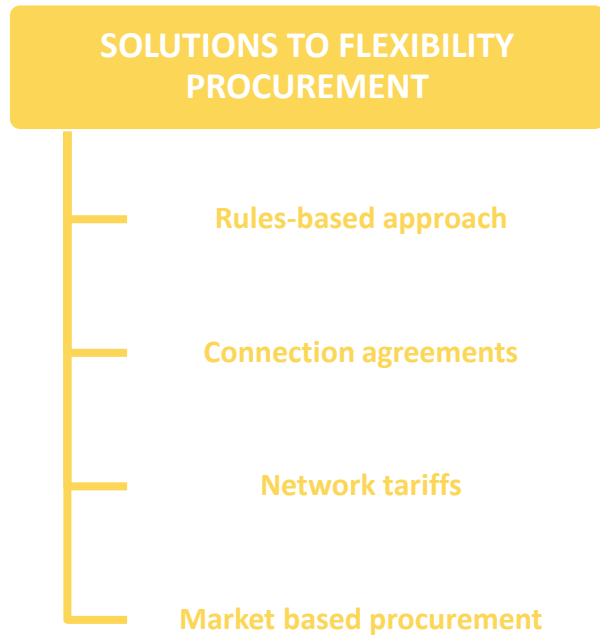 SOLUTIONS TO FLEXIBILITY
PROCUREMENT
Rules-based approach
Connection agreements
Network tariffs
Market based procurement